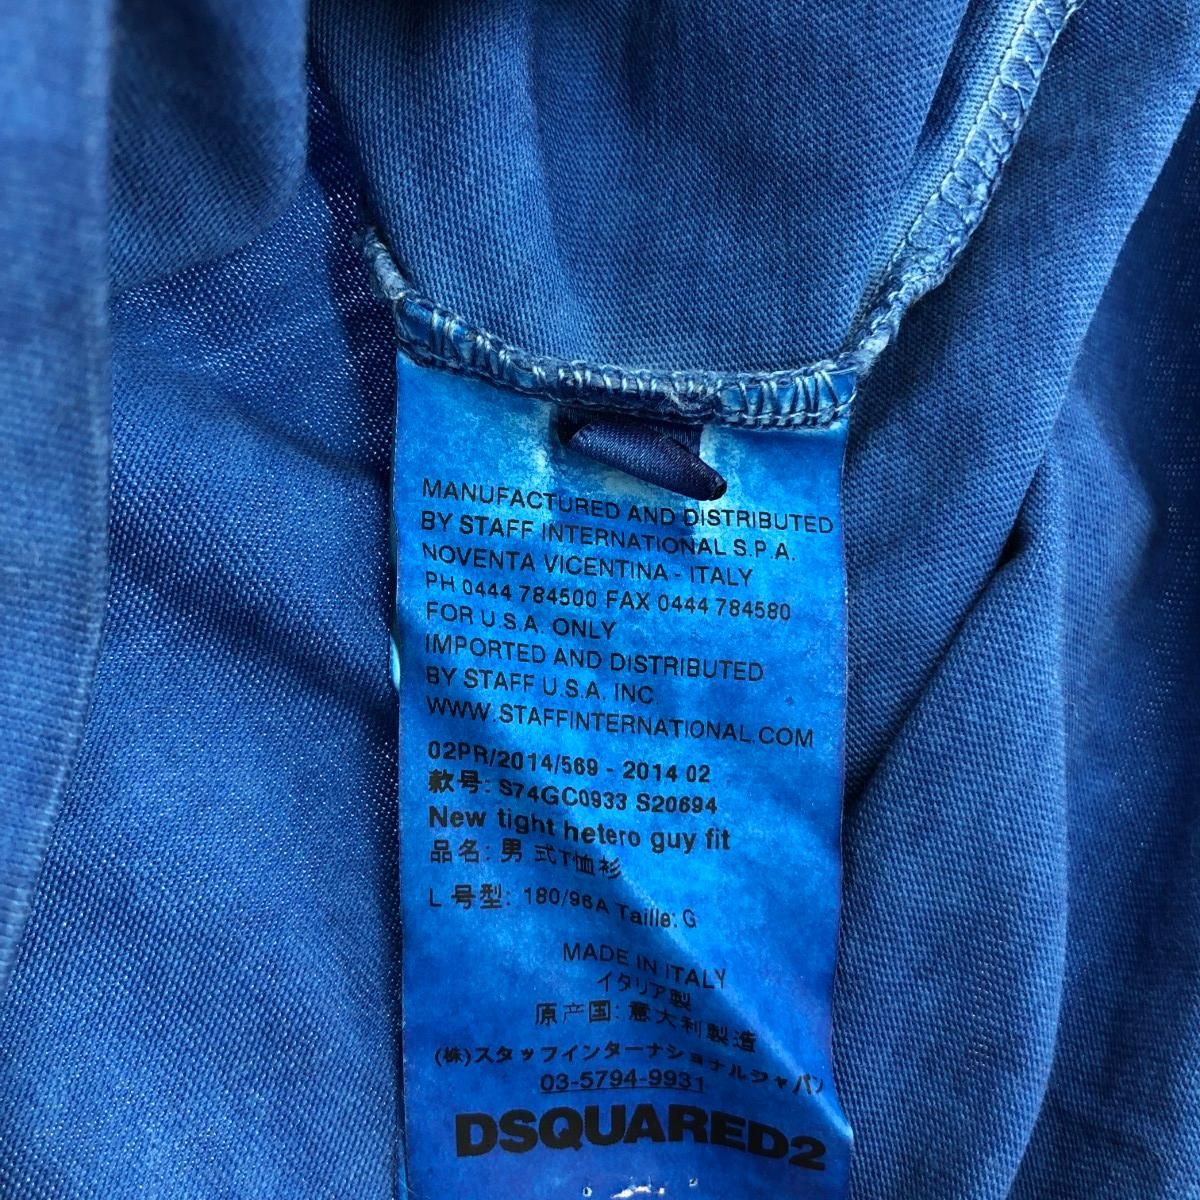 MANUFACTURED AND DISTRIBUTED
BY STAFF INTERNATIONAL S.P.A.
NOVENTA VICENTINA - ITALY
PH 0444 784500 FAX 0444 784580
FOR U.S.A. ONLY
IMPORTED AND DISTRIBUTED
BY STAFF U.S.A. INC.
WWW.STAFFINTERNATIONAL.COM
02PR/2014/569 - 2014 02
款号: S74GC0933 S20694
New tight hetero guy fit
品名: 男 式T恤衫
L 号型: 180/96A Taille: G
MADE IN ITALY
イタリア製
原产国: 意大利製造
(株)スタッフインターナショナルジャパン
03-5794-9931
DSQUARED2